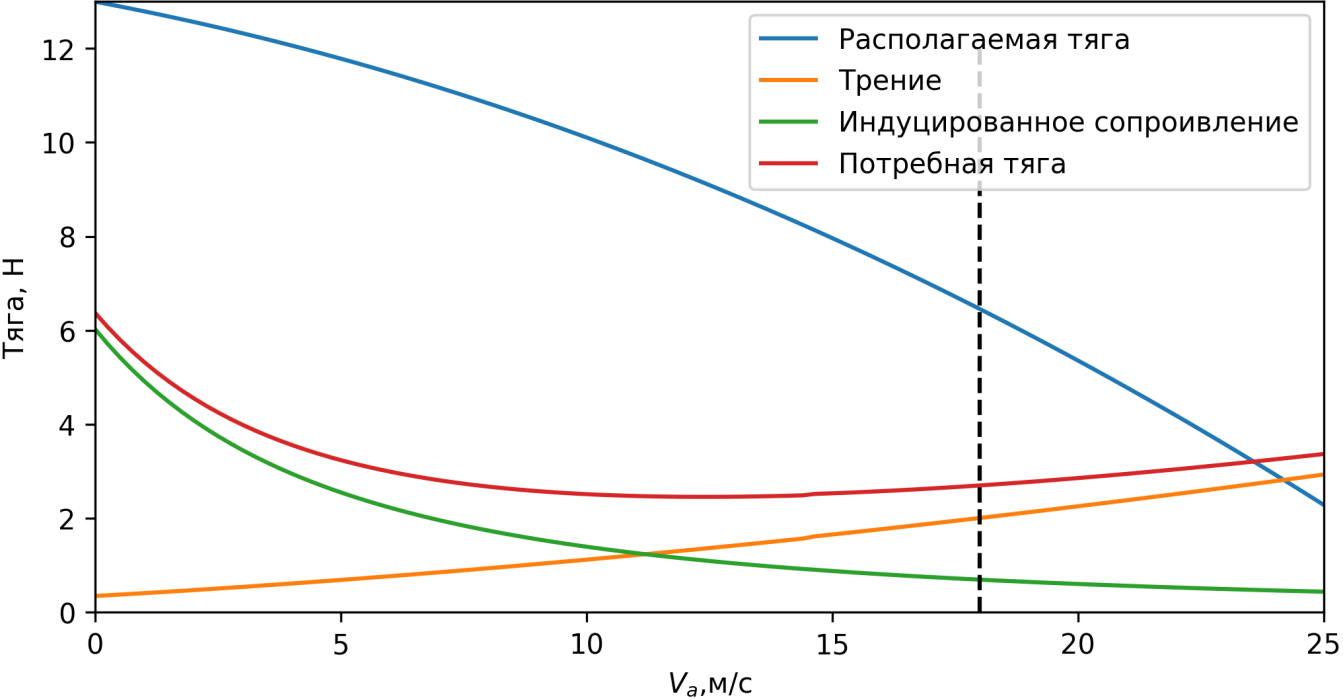 Тяга, Н
12
10
8
6
4
2
0
Располагаемая тяга
Трение
Индуцированное сопроивление
Потребная тяга
0 5 10 15 20 25
Vₐ,м/с